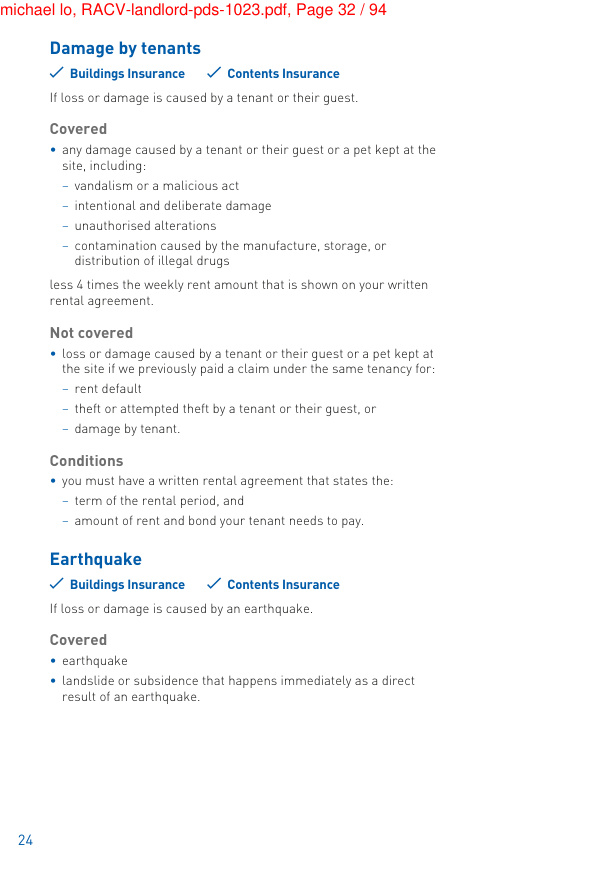 michael lo, RACV-landlord-pds-1023.pdf, Page 32 / 94
Damage by tenants
✓ Buildings Insurance ✓ Contents Insurance
If loss or damage is caused by a tenant or their guest.
Covered
• any damage caused by a tenant or their guest or a pet kept at the
site, including:
– vandalism or a malicious act
– intentional and deliberate damage
– unauthorised alterations
– contamination caused by the manufacture, storage, or
distribution of illegal drugs
less 4 times the weekly rent amount that is shown on your written
rental agreement.
Not covered
• loss or damage caused by a tenant or their guest or a pet kept at
the site if we previously paid a claim under the same tenancy for:
– rent default
– theft or attempted theft by a tenant or their guest, or
– damage by tenant.
Conditions
• you must have a written rental agreement that states the:
– term of the rental period, and
– amount of rent and bond your tenant needs to pay.
Earthquake
✓ Buildings Insurance ✓ Contents Insurance
If loss or damage is caused by an earthquake.
Covered
• earthquake
• landslide or subsidence that happens immediately as a direct
result of an earthquake.
24